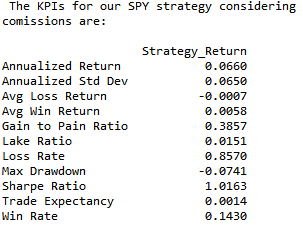 The KPIs for our SPY strategy considering
comissions are:
Strategy_Return
Annualized Return 0.0660
Annualized Std Dev 0.0650
Avg Loss Return -0.0007
Avg Win Return 0.0058
Gain to Pain Ratio 0.3857
Lake Ratio 0.0151
Loss Rate 0.8570
Max Drawdown -0.0741
Sharpe Ratio 1.0163
Trade Expectancy 0.0014
Win Rate 0.1430